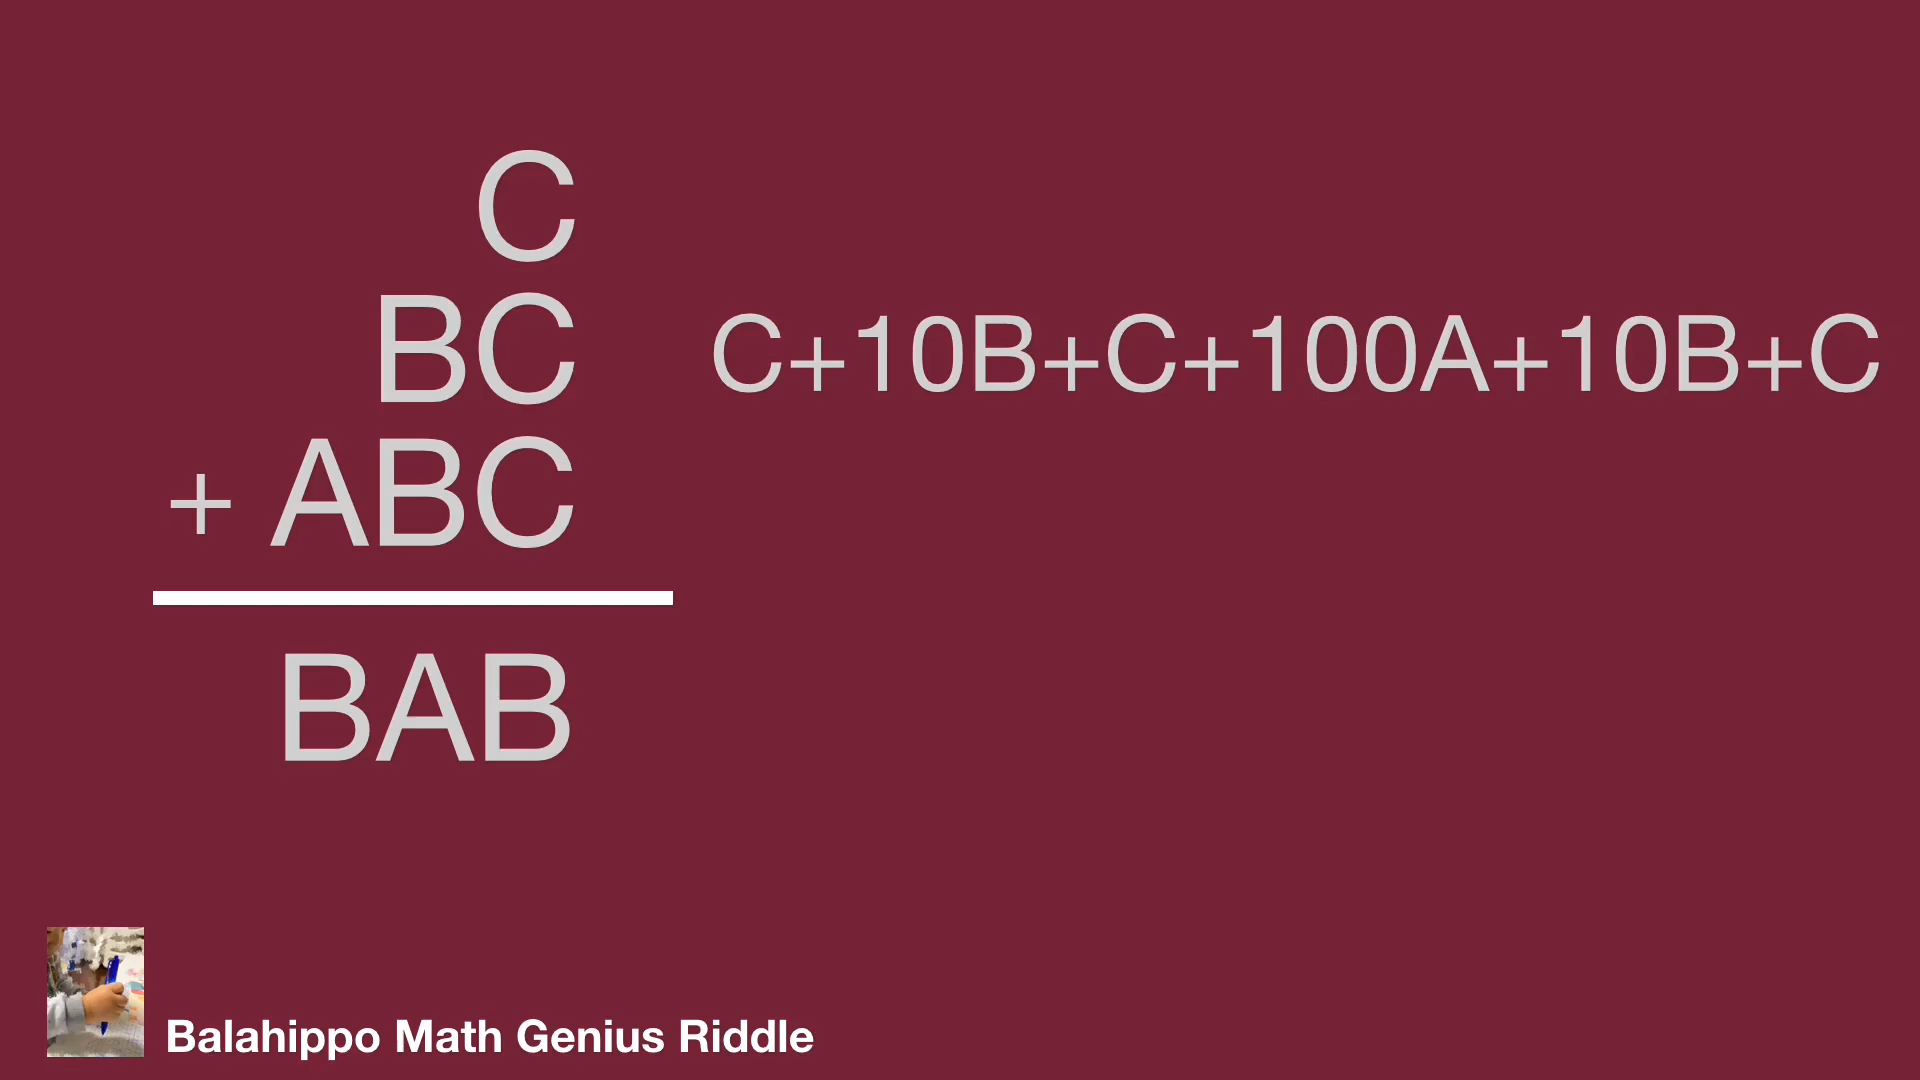 C
BC
+ ABC
BAB
C+10B+C+100A+10B+C
Balahippo Math Genius Riddle